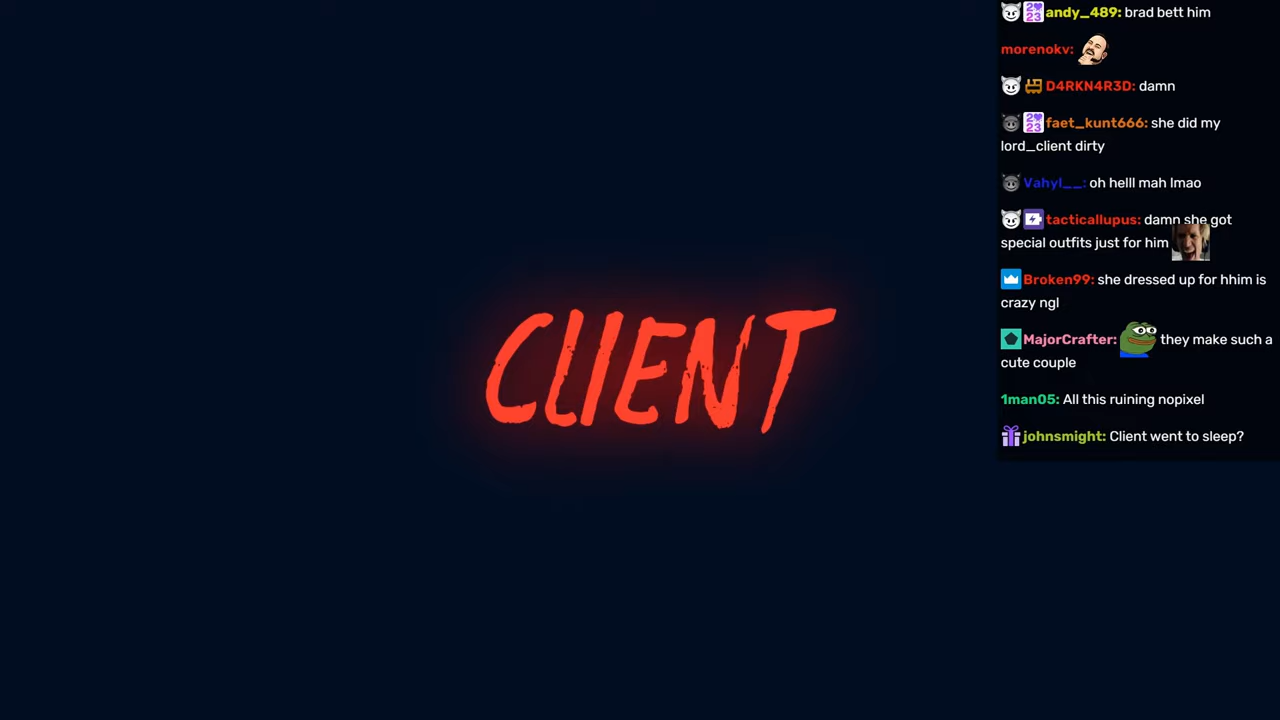 andy_489: brad bett him
morenokv:
D4RKN4R3D: damn
faet_kunt666: she did my
lord_client dirty
Vahyl__: oh helll mah lmao
tacticallupus: damn she got
special outfits just for him
Broken99: she dressed up for hhim is
crazy ngl
MajorCrafter: they make such a
cute couple
1man05: All this ruining nopixel
johnsmight: Client went to sleep?
CLIENT